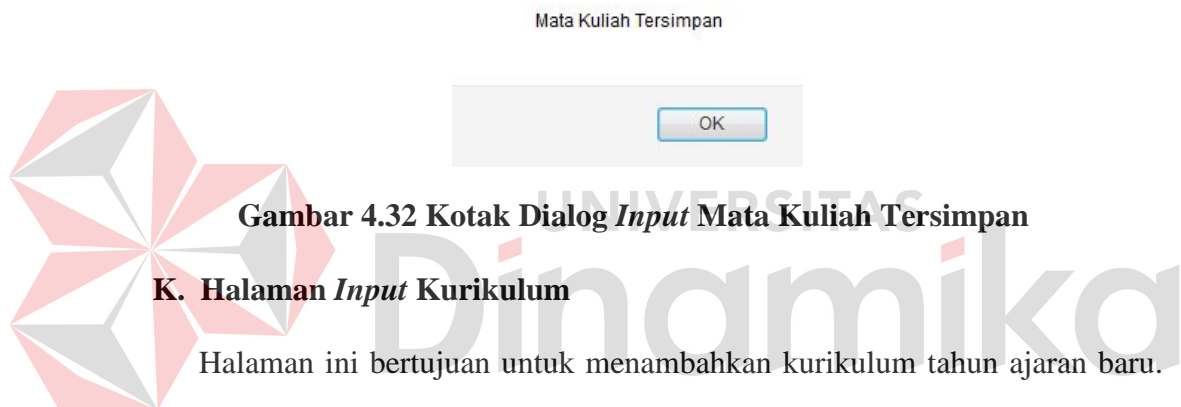 Mata Kuliah Tersimpan
OK
UNIVERSITAS
Gambar 4.32 Kotak Dialog Input Mata Kuliah Tersimpan
Dinamika
K. Halaman Input Kurikulum
Halaman ini bertujuan untuk menambahkan kurikulum tahun ajaran baru.